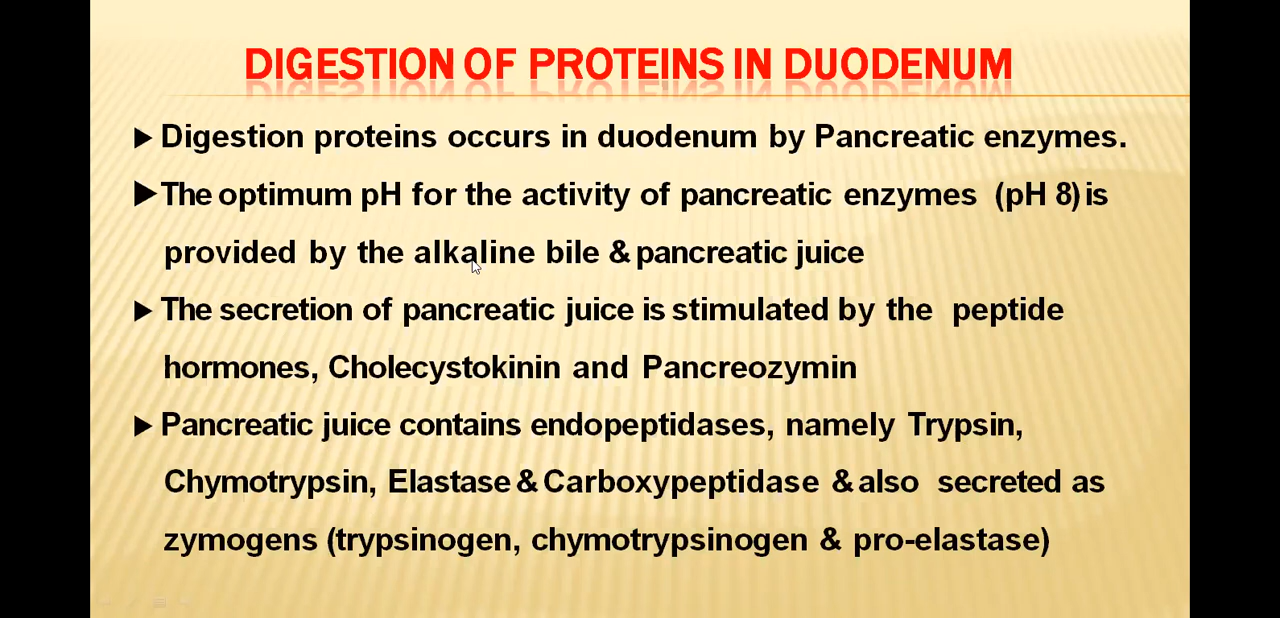 DIGESTION OF PROTEINS IN DUODENUM
▶ Digestion proteins occurs in duodenum by Pancreatic enzymes.
▶ The optimum pH for the activity of pancreatic enzymes (pH 8) is
provided by the alkaline bile & pancreatic juice
▶ The secretion of pancreatic juice is stimulated by the peptide
hormones, Cholecystokinin and Pancreozymin
▶ Pancreatic juice contains endopeptidases, namely Trypsin,
Chymotrypsin, Elastase & Carboxypeptidase & also secreted as
zymogens (trypsinogen, chymotrypsinogen & pro-elastase)